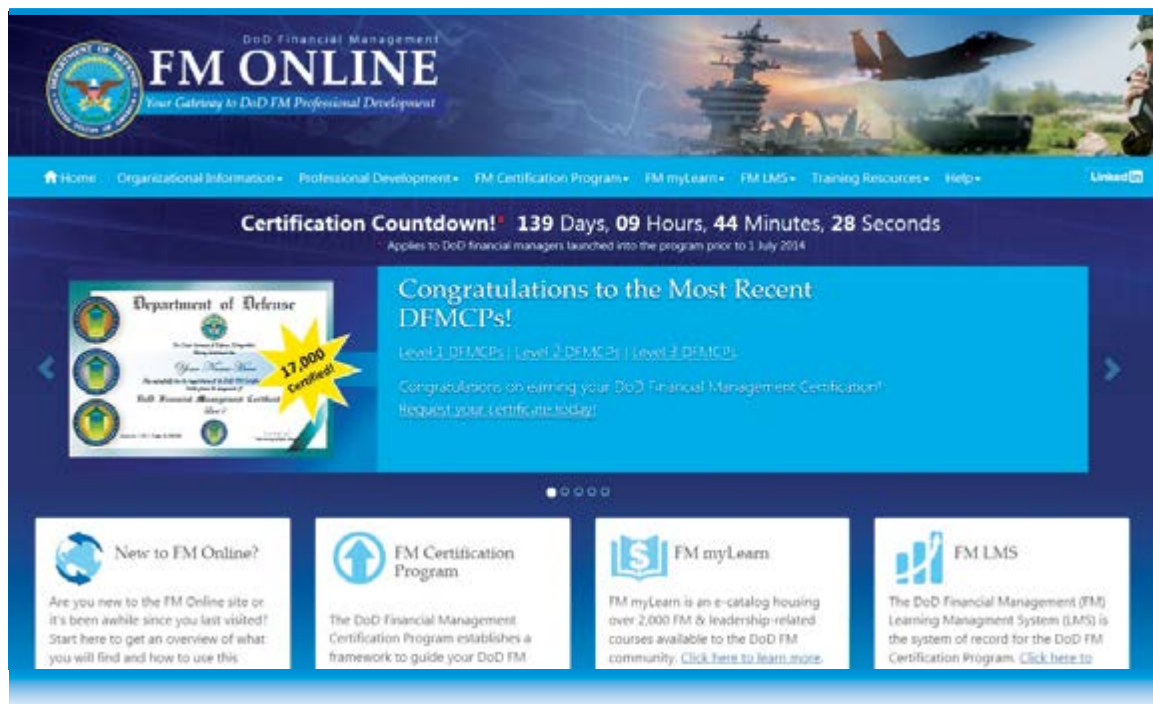 DoD Financial Management
FM ONLINE
Your Gateway to DoD FM Professional Development
Home Organizational Information Professional Development FM Certification Program FM myLearn FM LMS Training Resources Help LinkedIn
Certification Countdown!* 139 Days, 09 Hours, 44 Minutes, 28 Seconds
* Applies to DoD financial managers launched into the program prior to 1 July 2014
Department of Defense
Your Name Here
DoD Financial Management Certification
17,000
Certified!
Congratulations to the Most Recent
DFMCPs!
Level 1 DFMCPs | Level 2 DFMCPs | Level 3 DFMCPs
Congratulations on earning your DoD Financial Management Certification!
Request your certificate today!
New to FM Online?
Are you new to the FM Online site or
it's been awhile since you last visited?
Start here to get an overview of what
you will find and how to use this
FM Certification
Program
The DoD Financial Management
Certification Program establishes a
framework to guide your DoD FM
FM myLearn
FM myLearn is an e-catalog housing
over 2,000 FM & leadership-related
courses available to the DoD FM
community. Click here to learn more.
FM LMS
The DoD Financial Management (FM)
Learning Managment System (LMS) is
the system of record for the DoD FM
Certification Program. Click here to